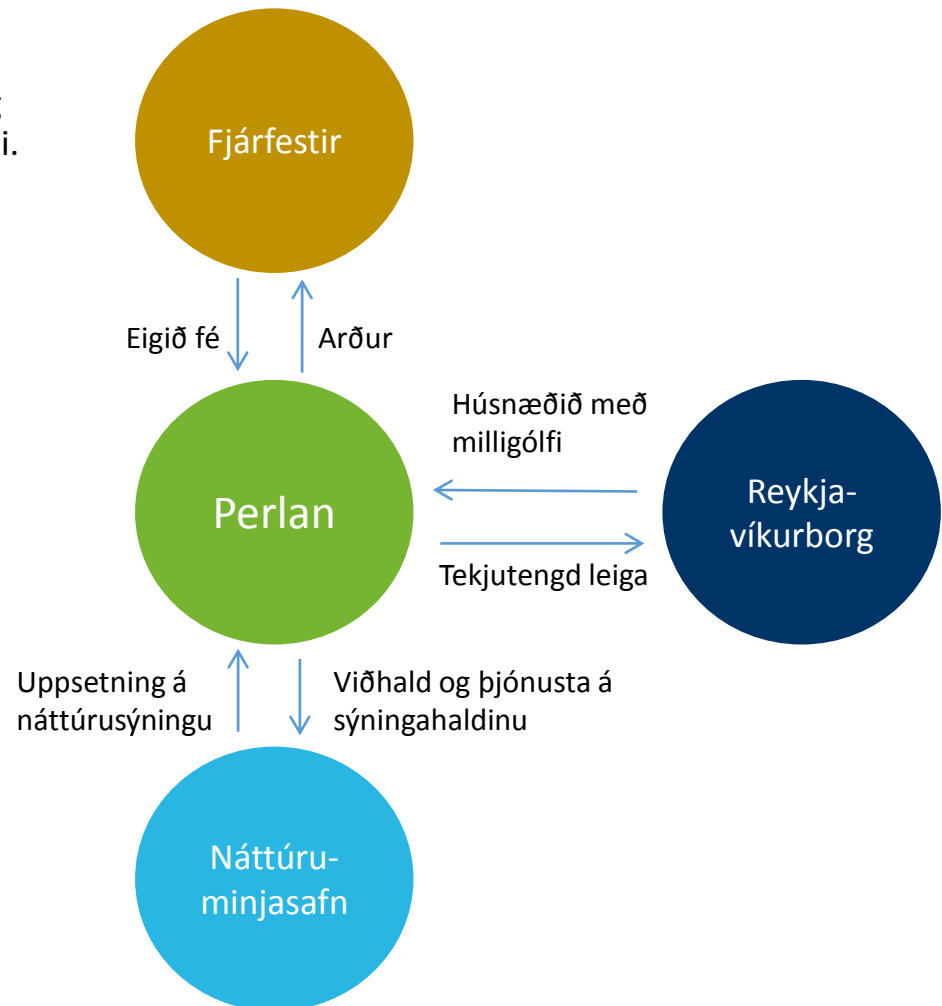 i.
Fjárfestir
Eigið fé
Arður
Húsnæðið með
milligólfi
Perlan
Reykja-
víkurborg
Tekjutengd leiga
Uppsetning á
náttúrusýningu
Viðhald og þjónusta á
sýningahaldinu
Náttúru-
minjasafn